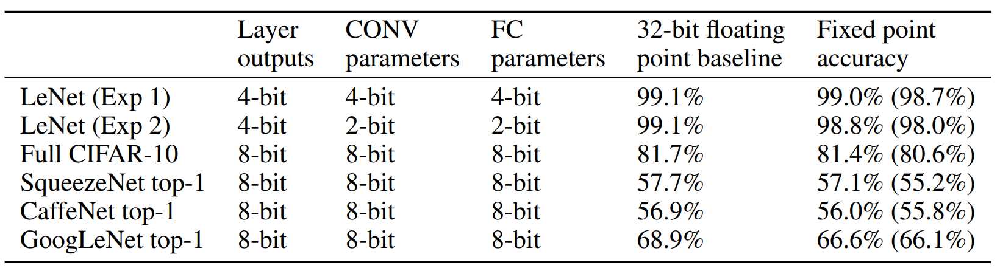 Layer CONV FC 32-bit floating Fixed point
outputs parameters parameters point baseline accuracy
LeNet (Exp 1) 4-bit 4-bit 4-bit 99.1% 99.0% (98.7%)
LeNet (Exp 2) 4-bit 2-bit 2-bit 99.1% 98.8% (98.0%)
Full CIFAR-10 8-bit 8-bit 8-bit 81.7% 81.4% (80.6%)
SqueezeNet top-1 8-bit 8-bit 8-bit 57.7% 57.1% (55.2%)
CaffeNet top-1 8-bit 8-bit 8-bit 56.9% 56.0% (55.8%)
GoogLeNet top-1 8-bit 8-bit 8-bit 68.9% 66.6% (66.1%)